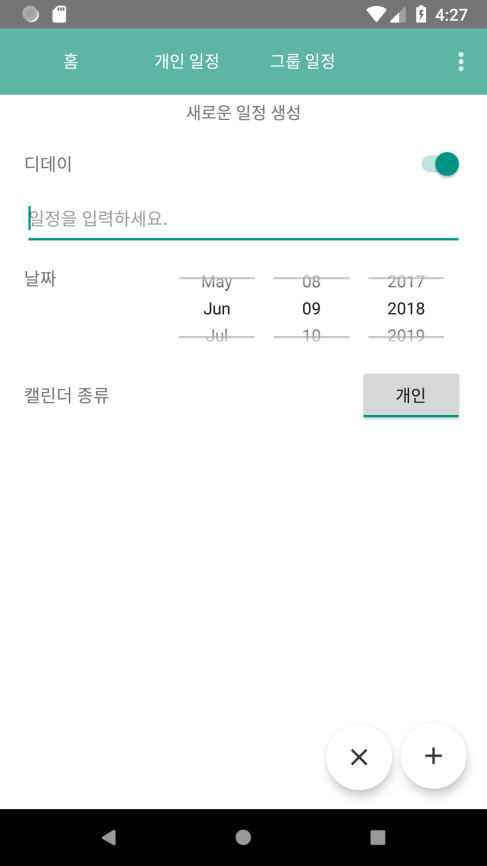 4:27
홈 개인 일정 그룹 일정
새로운 일정 생성
디데이
일정을 입력하세요.
날짜
May 08 2017
Jun 09 2018
Jul 10 2019
캘린더 종류 개인